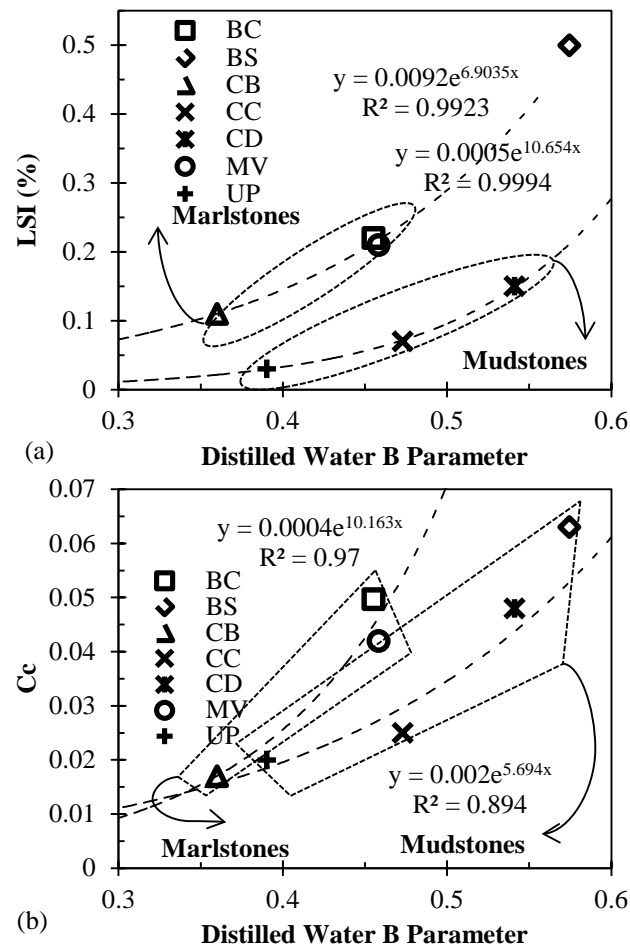 BC
BS
CB
CC
CD
MV
UP
y = 0.0092e^6.9035x
R² = 0.9923
y = 0.0005e^10.654x
R² = 0.9994
Marlstones
Mudstones
LSI (%)
0.5
0.4
0.3
0.2
0.1
0
0.3 0.4 0.5 0.6
(a)
Distilled Water B Parameter
0.07
0.06
0.05
0.04
0.03
0.02
0.01
0
Cc
y = 0.0004e^10.163x
R² = 0.97
BC
BS
CB
CC
CD
MV
UP
y = 0.002e^5.694x
R² = 0.894
Marlstones
Mudstones
0.3 0.4 0.5 0.6
(b)
Distilled Water B Parameter